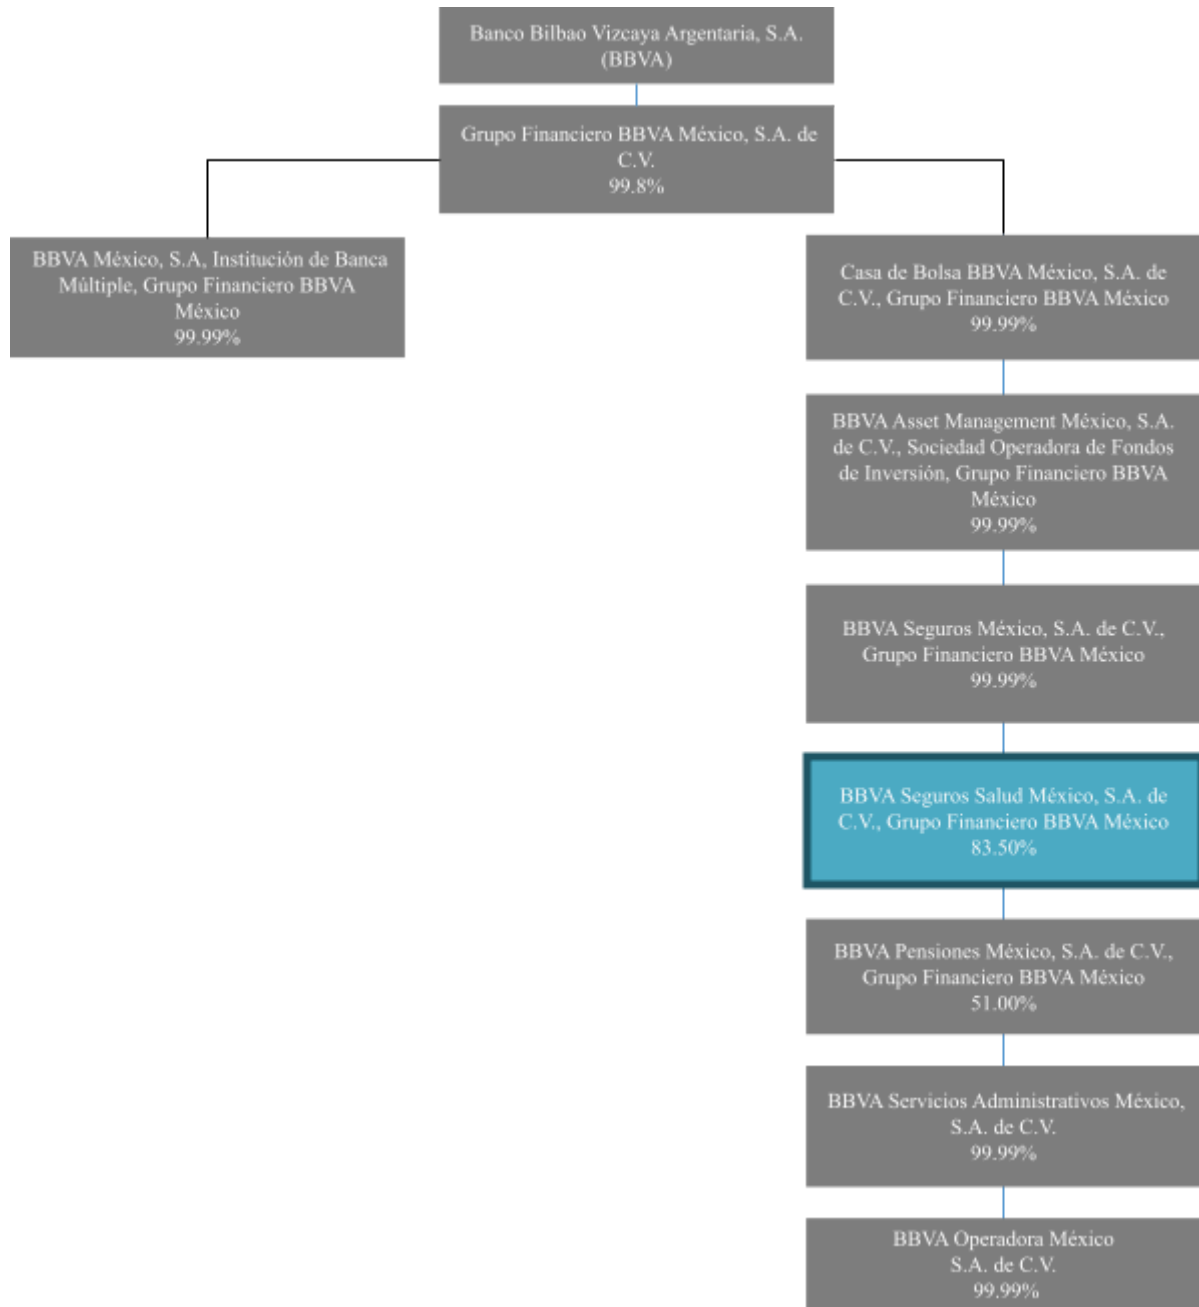 Banco Bilbao Vizcaya Argentaria, S.A.
(BBVA)
Grupo Financiero BBVA México, S.A. de
C.V.
99.8%
BBVA México, S.A, Institución de Banca
Múltiple, Grupo Financiero BBVA
México
99.99%
Casa de Bolsa BBVA México, S.A. de
C.V., Grupo Financiero BBVA México
99.99%
BBVA Asset Management México, S.A.
de C.V., Sociedad Operadora de Fondos
de Inversión, Grupo Financiero BBVA
México
99.99%
BBVA Seguros México, S.A. de C.V.,
Grupo Financiero BBVA México
99.99%
BBVA Seguros Salud México, S.A. de
C.V., Grupo Financiero BBVA México
83.50%
BBVA Pensiones México, S.A. de C.V.,
Grupo Financiero BBVA México
51.00%
BBVA Servicios Administrativos México,
S.A. de C.V.
99.99%
BBVA Operadora México
S.A. de C.V.
99.99%